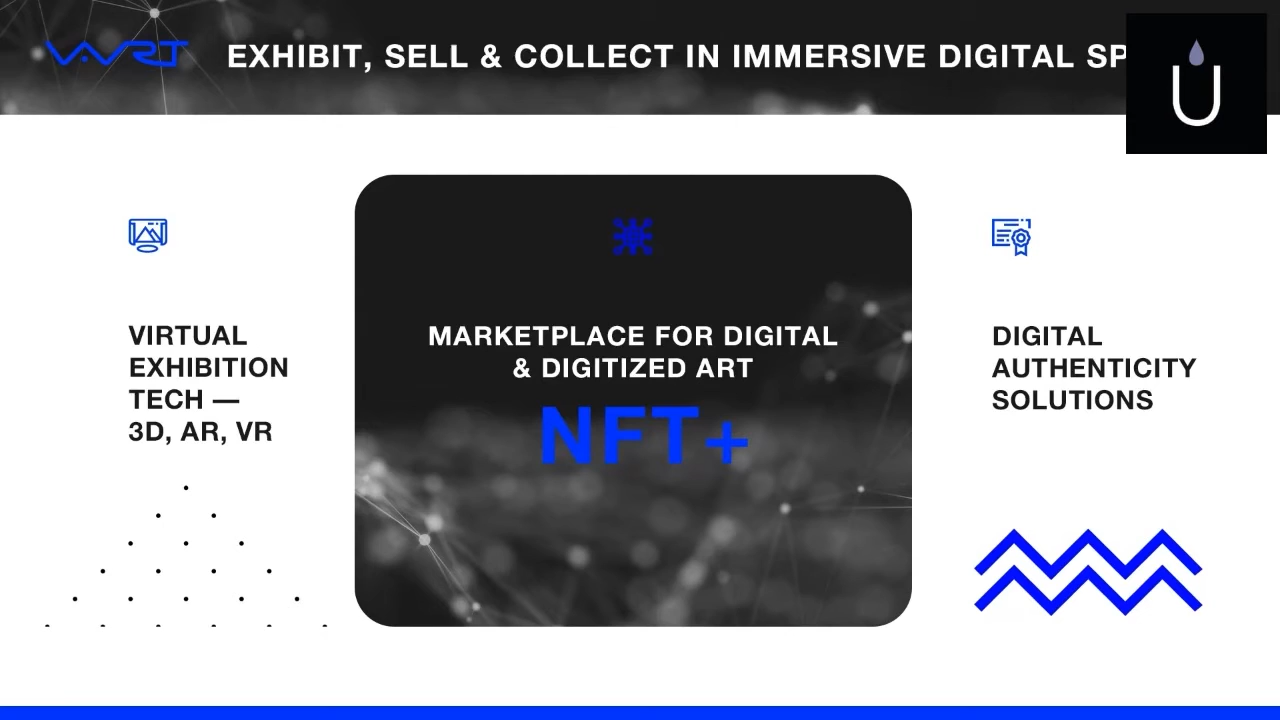 EXHIBIT, SELL & COLLECT IN IMMERSIVE DIGITAL SP
VIRTUAL
EXHIBITION
TECH —
3D, AR, VR
MARKETPLACE FOR DIGITAL
& DIGITIZED ART
NFT+
DIGITAL
AUTHENTICITY
SOLUTIONS